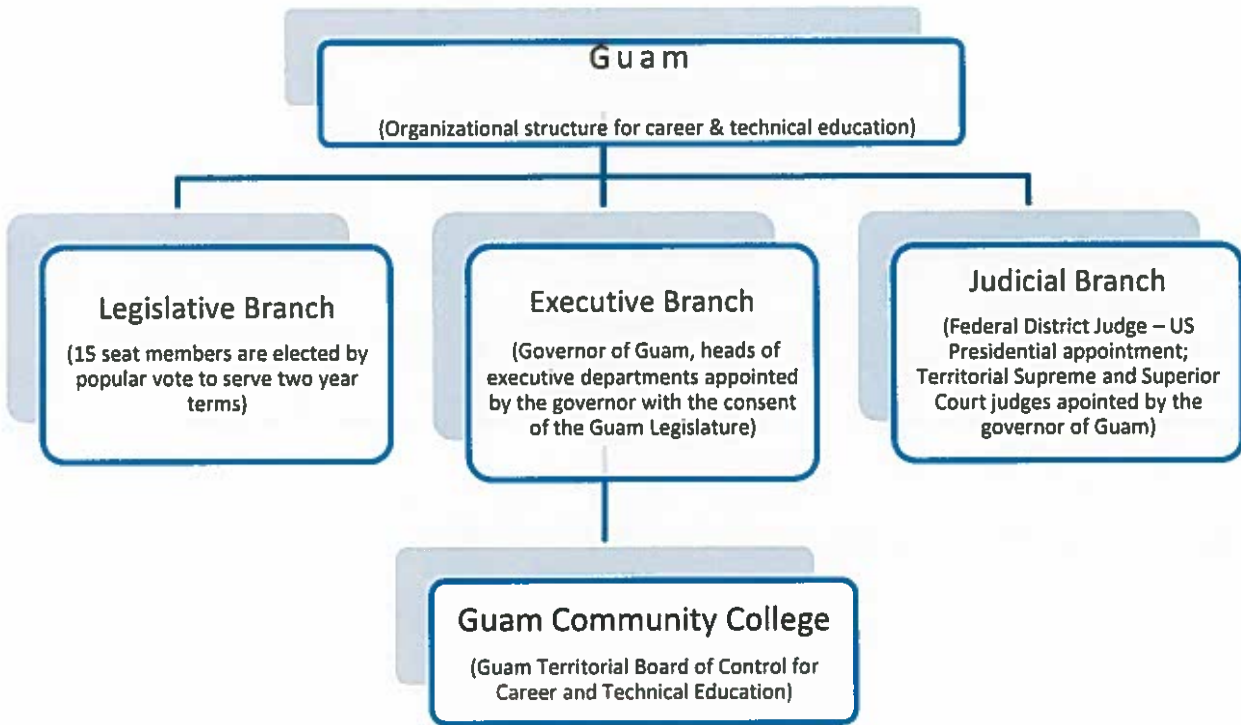 Guam
(Organizational structure for career & technical education)
Legislative Branch
(15 seat members are elected by
popular vote to serve two year
terms)
Executive Branch
(Governor of Guam, heads of
executive departments appointed
by the governor with the consent
of the Guam Legislature)
Judicial Branch
(Federal District Judge – US
Presidential appointment;
Territorial Supreme and Superior
Court judges apointed by the
governor of Guam)
Guam Community College
(Guam Territorial Board of Control for
Career and Technical Education)